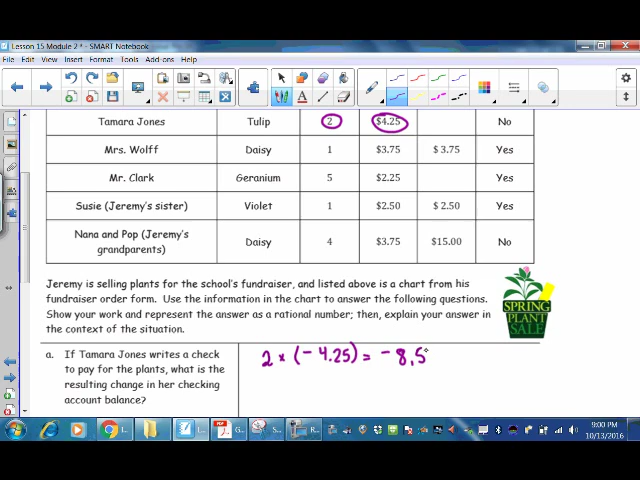 Lesson 15 Module 2 * - SMART Notebook
File Edit View Insert Format Tools Add-ons Help
Tamara Jones Tulip 2 $4.25 No
Mrs. Wolff Daisy 1 $3.75 $ 3.75 Yes
Mr. Clark Geranium 5 $2.25 Yes
Susie (Jeremy's sister) Violet 1 $2.50 $ 2.50 Yes
Nana and Pop (Jeremy's
grandparents) Daisy 4 $3.75 $15.00 No
Jeremy is selling plants for the school's fundraiser, and listed above is a chart from his
fundraiser order form. Use the information in the chart to answer the following questions.
Show your work and represent the answer as a rational number; then, explain your answer in
the context of the situation.
SPRING
PLANT
SALE
a. If Tamara Jones writes a check
to pay for the plants, what is the
resulting change in her checking
account balance?
2 × (- 4.25) = - 8.5
9:00 PM
10/13/2016